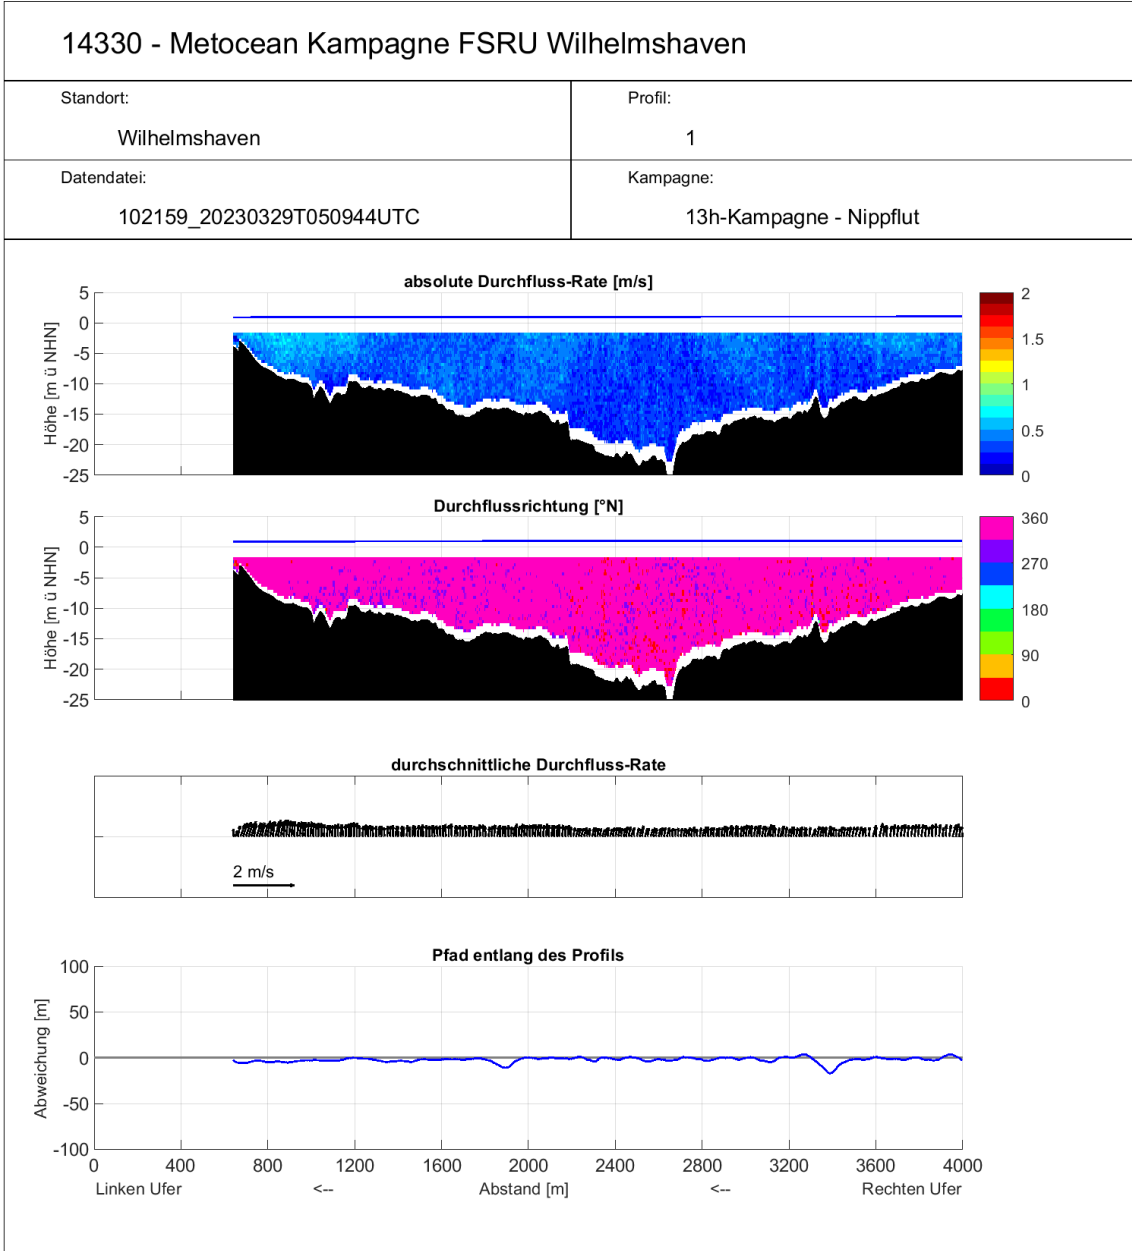 14330 - Metocean Kampagne FSRU Wilhelmshaven
Standort:
Profil:
Wilhelmshaven
1
Datendatei:
Kampagne:
102159_20230329T050944UTC
13h-Kampagne - Nippflut
absolute Durchfluss-Rate [m/s]
5
0
-5
-10
-15
-20
-25
Höhe [m ü NHN]
2
1.5
1
0.5
0
Durchflussrichtung [°N]
5
0
-5
-10
-15
-20
-25
Höhe [m ü NHN]
360
270
180
90
0
durchschnittliche Durchfluss-Rate
2 m/s
Pfad entlang des Profils
100
50
0
-50
-100
Abweichung [m]
0 400 800 1200 1600 2000 2400 2800 3200 3600 4000
Linken Ufer <-- Abstand [m] <-- Rechten Ufer